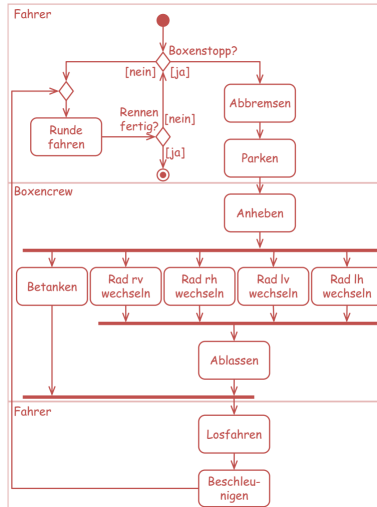 Fahrer
Boxenstopp?
[nein]
[ja]
Abbremsen
Rennen
fertig?
[nein]
Runde
fahren
[ja]
Parken
Boxencrew
Anheben
Betanken
Rad rv
wechseln
Rad rh
wechseln
Rad lv
wechseln
Rad lh
wechseln
Ablassen
Fahrer
Losfahren
Beschleu-
nigen